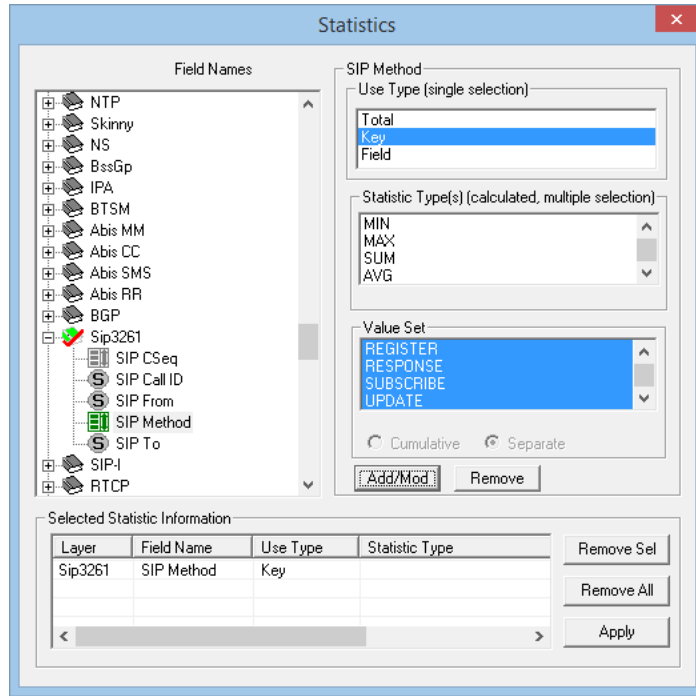 Statistics
Field Names
NTP
Skinny
NS
BssGp
IPA
BTSM
Abis MM
Abis CC
Abis SMS
Abis RR
BGP
Sip3261
SIP CSeq
S SIP Call ID
S SIP From
SIP Method
S SIP To
SIP-I
RTCP
SIP Method
Use Type (single selection)
Total
Key
Field
Statistic Type(s) (calculated, multiple selection)
MIN
MAX
SUM
AVG
Value Set
REGISTER
RESPONSE
SUBSCRIBE
UPDATE
Cumulative Separate
Add/Mod Remove
Selected Statistic Information
Layer Field Name Use Type Statistic Type
Sip3261 SIP Method Key
Remove Sel
Remove All
Apply